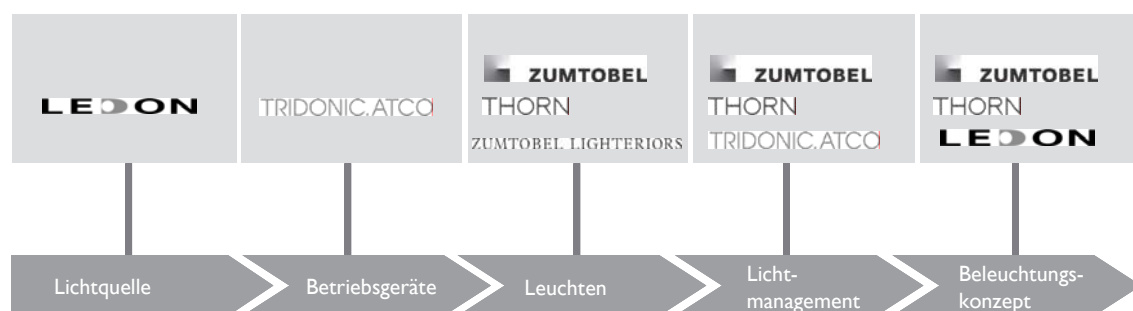 LEDON
TRIDONIC.ATCO
ZUMTOBEL
THORN
ZUMTOBEL LIGHTERIORS
ZUMTOBEL
THORN
TRIDONIC.ATCO
ZUMTOBEL
THORN
LEDON
Lichtquelle
Betriebsgeräte
Leuchten
Licht-
management
Beleuchtungs-
konzept